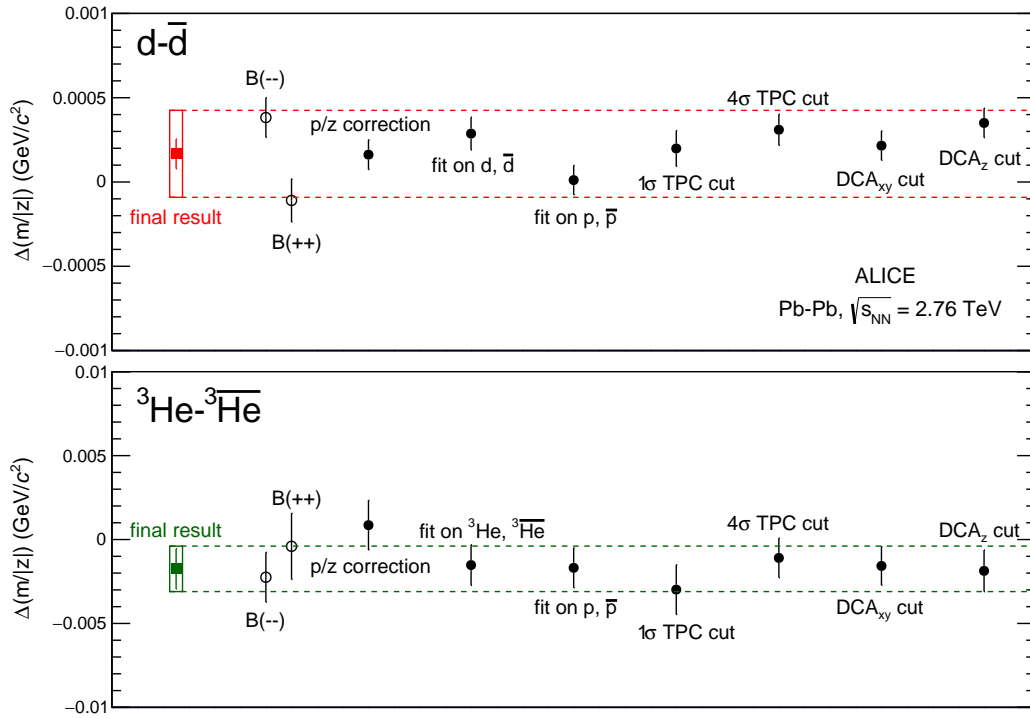 0.001
d-d̅
B(--)
4σ TPC cut
0.0005
p/z correction
fit on d, d̅
DCA_z cut
0
1σ TPC cut
DCA_xy cut
final result
fit on p, p̅
B(++)
−0.0005
ALICE
Pb-Pb, √s_NN = 2.76 TeV
−0.001
Δ(m/|z|) (GeV/c²)
0.01
³He-³H̅e̅
0.005
B(++)
final result
fit on ³He, ³H̅e̅
4σ TPC cut
DCA_z cut
0
p/z correction
fit on p, p̅
DCA_xy cut
B(--)
1σ TPC cut
−0.005
−0.01
Δ(m/|z|) (GeV/c²)